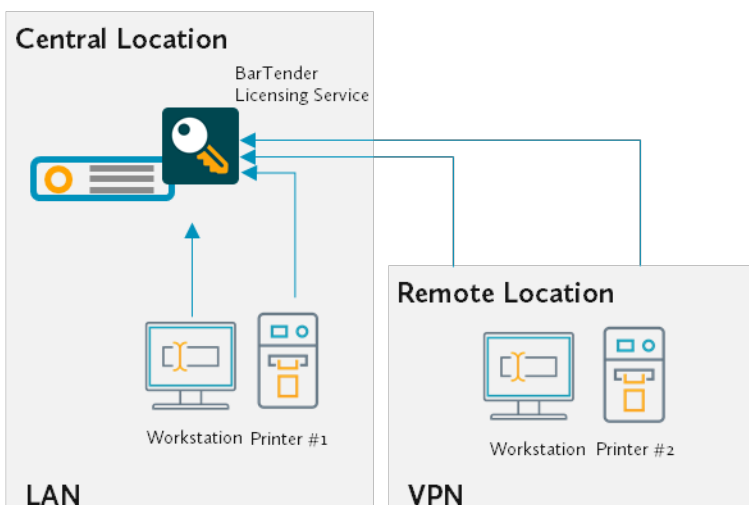 Central Location
BarTender
Licensing Service
Workstation Printer #1
LAN
Remote Location
Workstation Printer #2
VPN